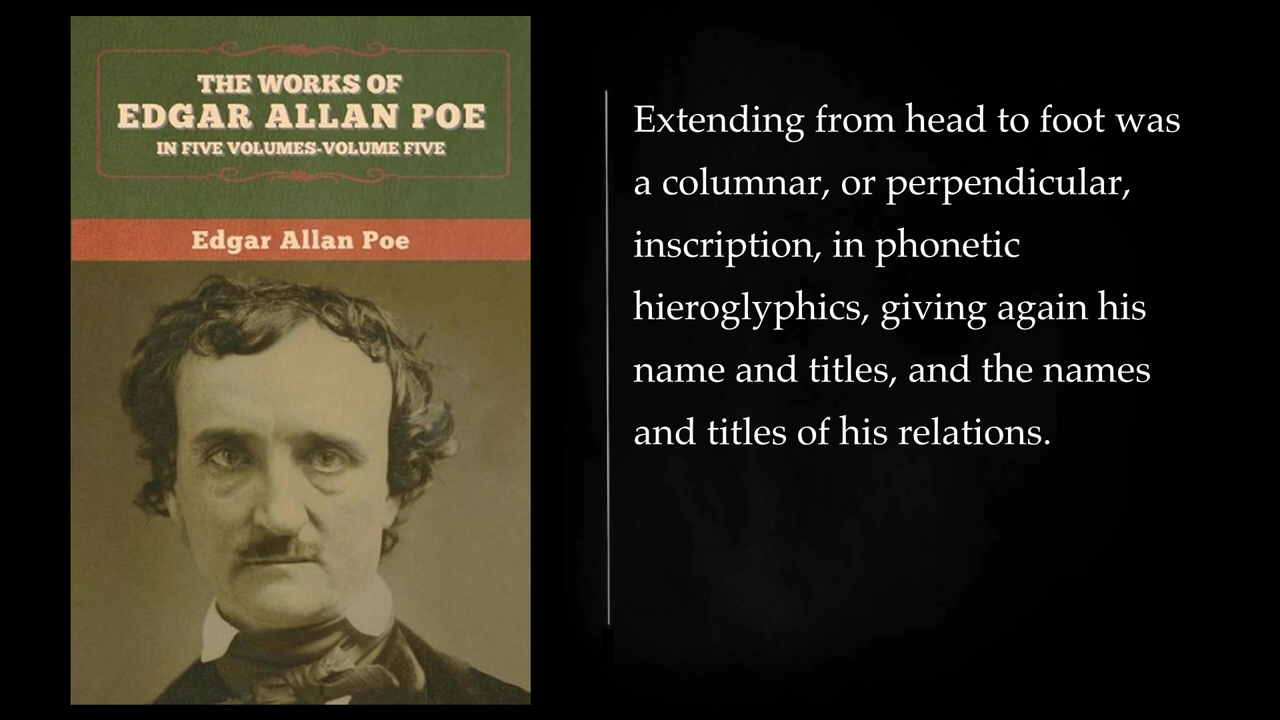 THE WORKS OF
EDGAR ALLAN POE
IN FIVE VOLUMES-VOLUME FIVE
Edgar Allan Poe
Extending from head to foot was
a columnar, or perpendicular,
inscription, in phonetic
hieroglyphics, giving again his
name and titles, and the names
and titles of his relations.